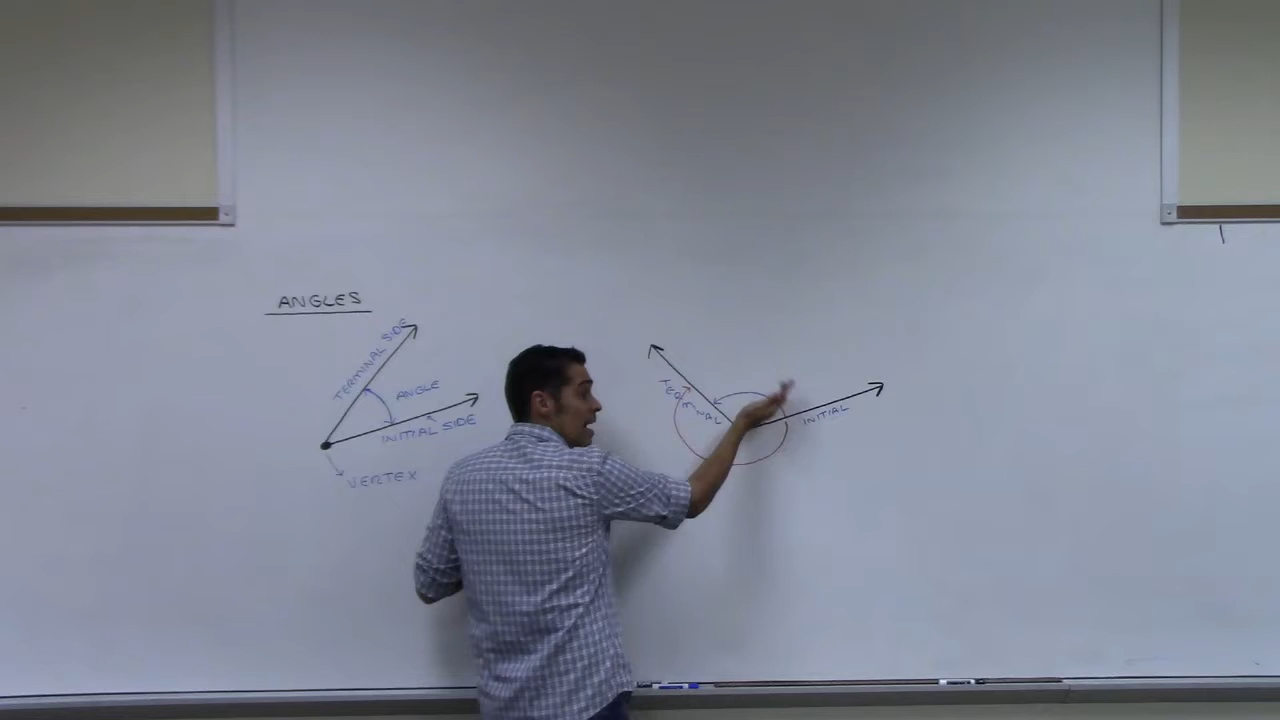 ANGLES
TERMINAL SIDE
ANGLE
INITIAL SIDE
VERTEX
TERMINAL
INITIAL